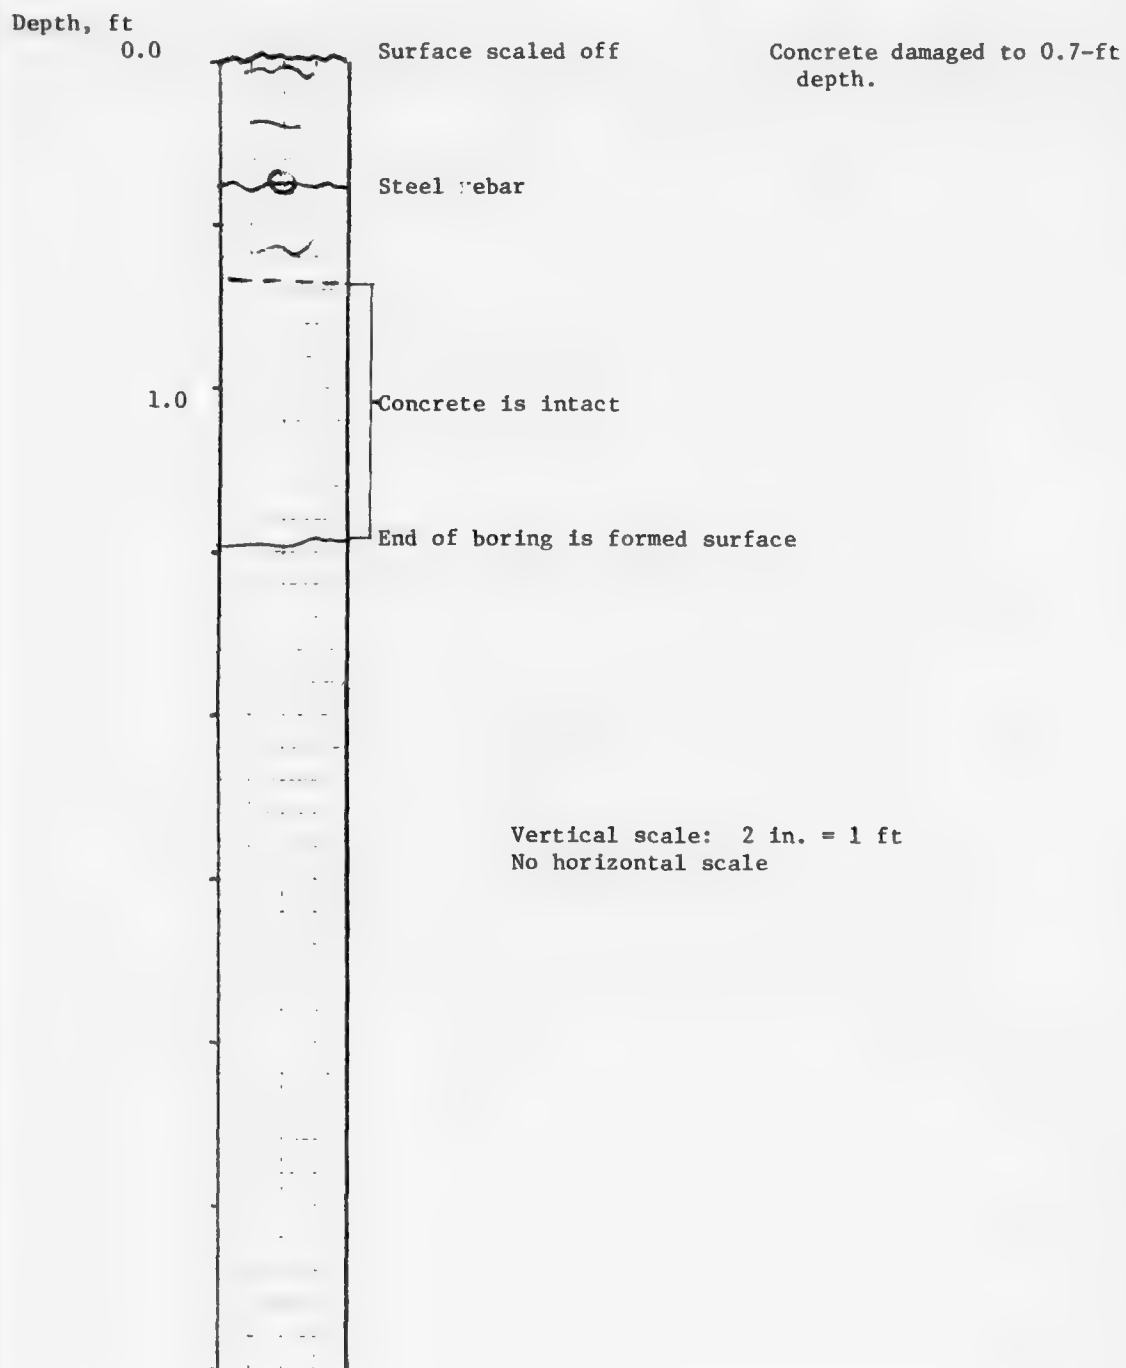 Depth, ft
0.0
Surface scaled off
Concrete damaged to 0.7-ft
depth.
Steel rebar
1.0
Concrete is intact
End of boring is formed surface
Vertical scale: 2 in. = 1 ft
No horizontal scale